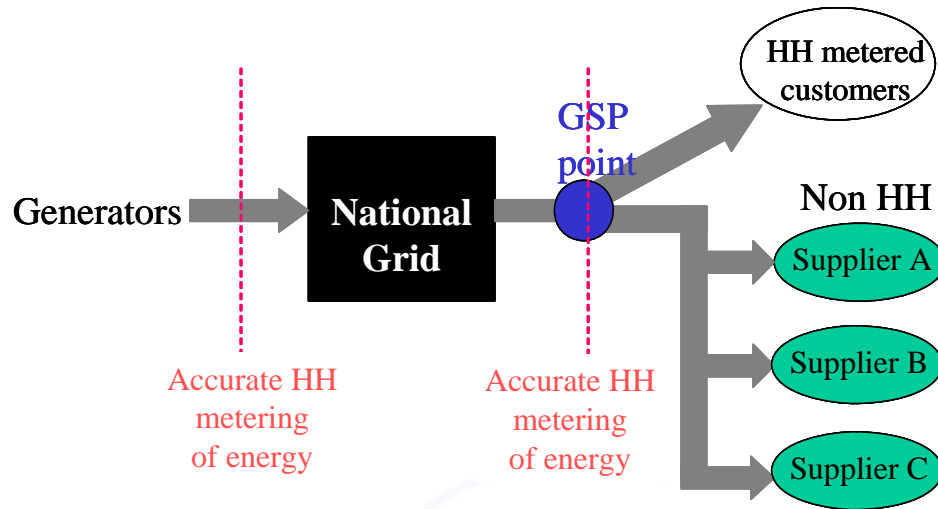 HH metered
customers
GSP
point
Generators
National
Grid
Non HH
Supplier A
Supplier B
Supplier C
Accurate HH
metering
of energy
Accurate HH
metering
of energy